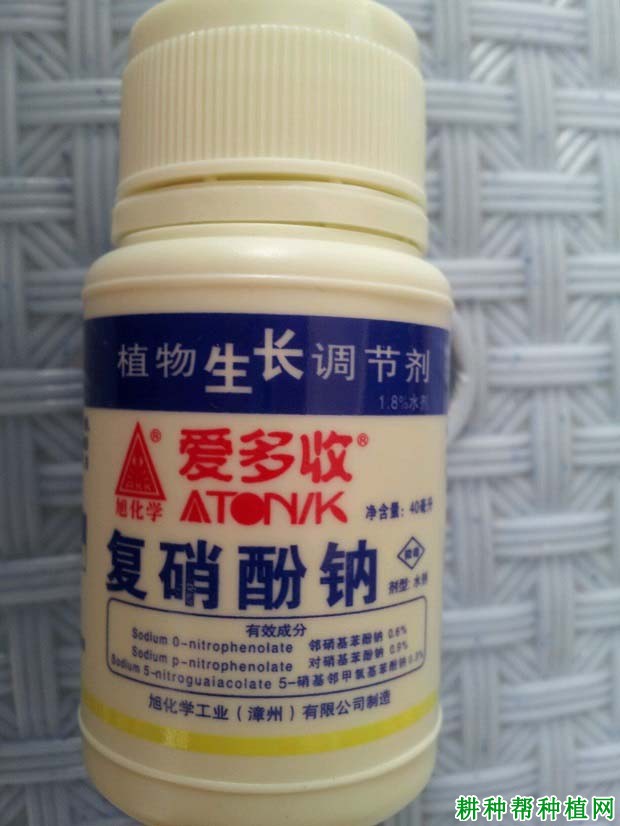 植物生长调节剂
1.8%水剂
爱多收®
®
旭化学
ATONIK
净含量: 40毫升
复硝酚钠
剂型: 水剂
有效成分
Sodium O-nitrophenolate 邻硝基苯酚钠 0.6%
Sodium p-nitrophenolate 对硝基苯酚钠 0.9%
Sodium 5-nitroguaiacolate 5-硝基邻甲氧基苯酚钠 0.3%
旭化学工业（漳州）有限公司制造
耕种帮种植网